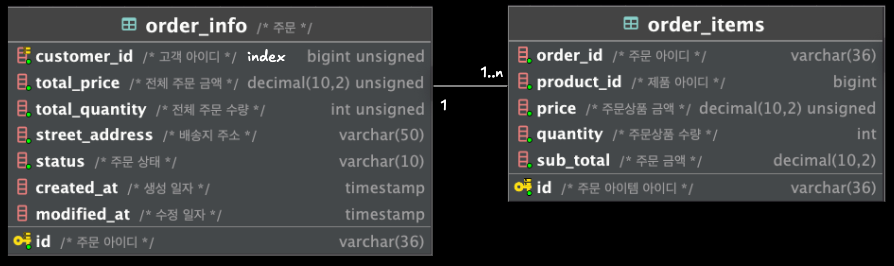 order_info /* 주문 */
customer_id /* 고객 아이디 */ index bigint unsigned
total_price /* 전체 주문 금액 */ decimal(10,2) unsigned
total_quantity /* 전체 주문 수량 */ int unsigned
street_address /* 배송지 주소 */ varchar(50)
status /* 주문 상태 */ varchar(10)
created_at /* 생성 일자 */ timestamp
modified_at /* 수정 일자 */ timestamp
id /* 주문 아이디 */ varchar(36)
1
1..n
order_items
order_id /* 주문 아이디 */ varchar(36)
product_id /* 제품 아이디 */ bigint
price /* 주문상품 금액 */ decimal(10,2) unsigned
quantity /* 주문상품 수량 */ int
sub_total /* 주문 금액 */ decimal(10,2)
id /* 주문 아이템 아이디 */ varchar(36)